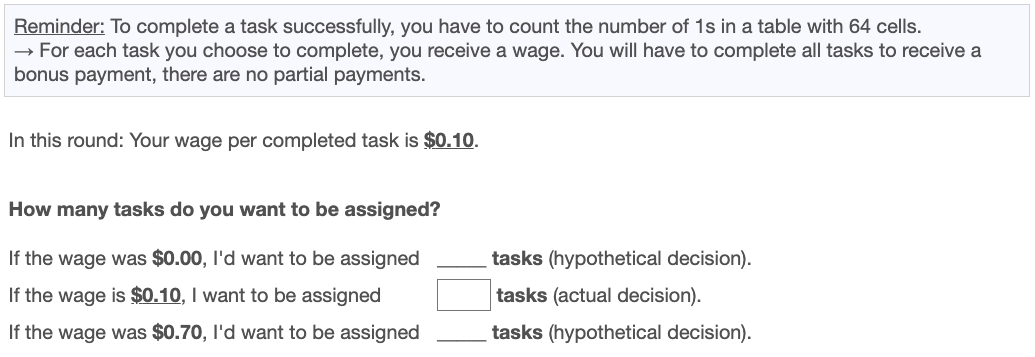 Reminder: To complete a task successfully, you have to count the number of 1s in a table with 64 cells.
→ For each task you choose to complete, you receive a wage. You will have to complete all tasks to receive a
bonus payment, there are no partial payments.
In this round: Your wage per completed task is $0.10.
How many tasks do you want to be assigned?
If the wage was $0.00, I'd want to be assigned _____ tasks (hypothetical decision).
If the wage is $0.10, I want to be assigned tasks (actual decision).
If the wage was $0.70, I'd want to be assigned _____ tasks (hypothetical decision).